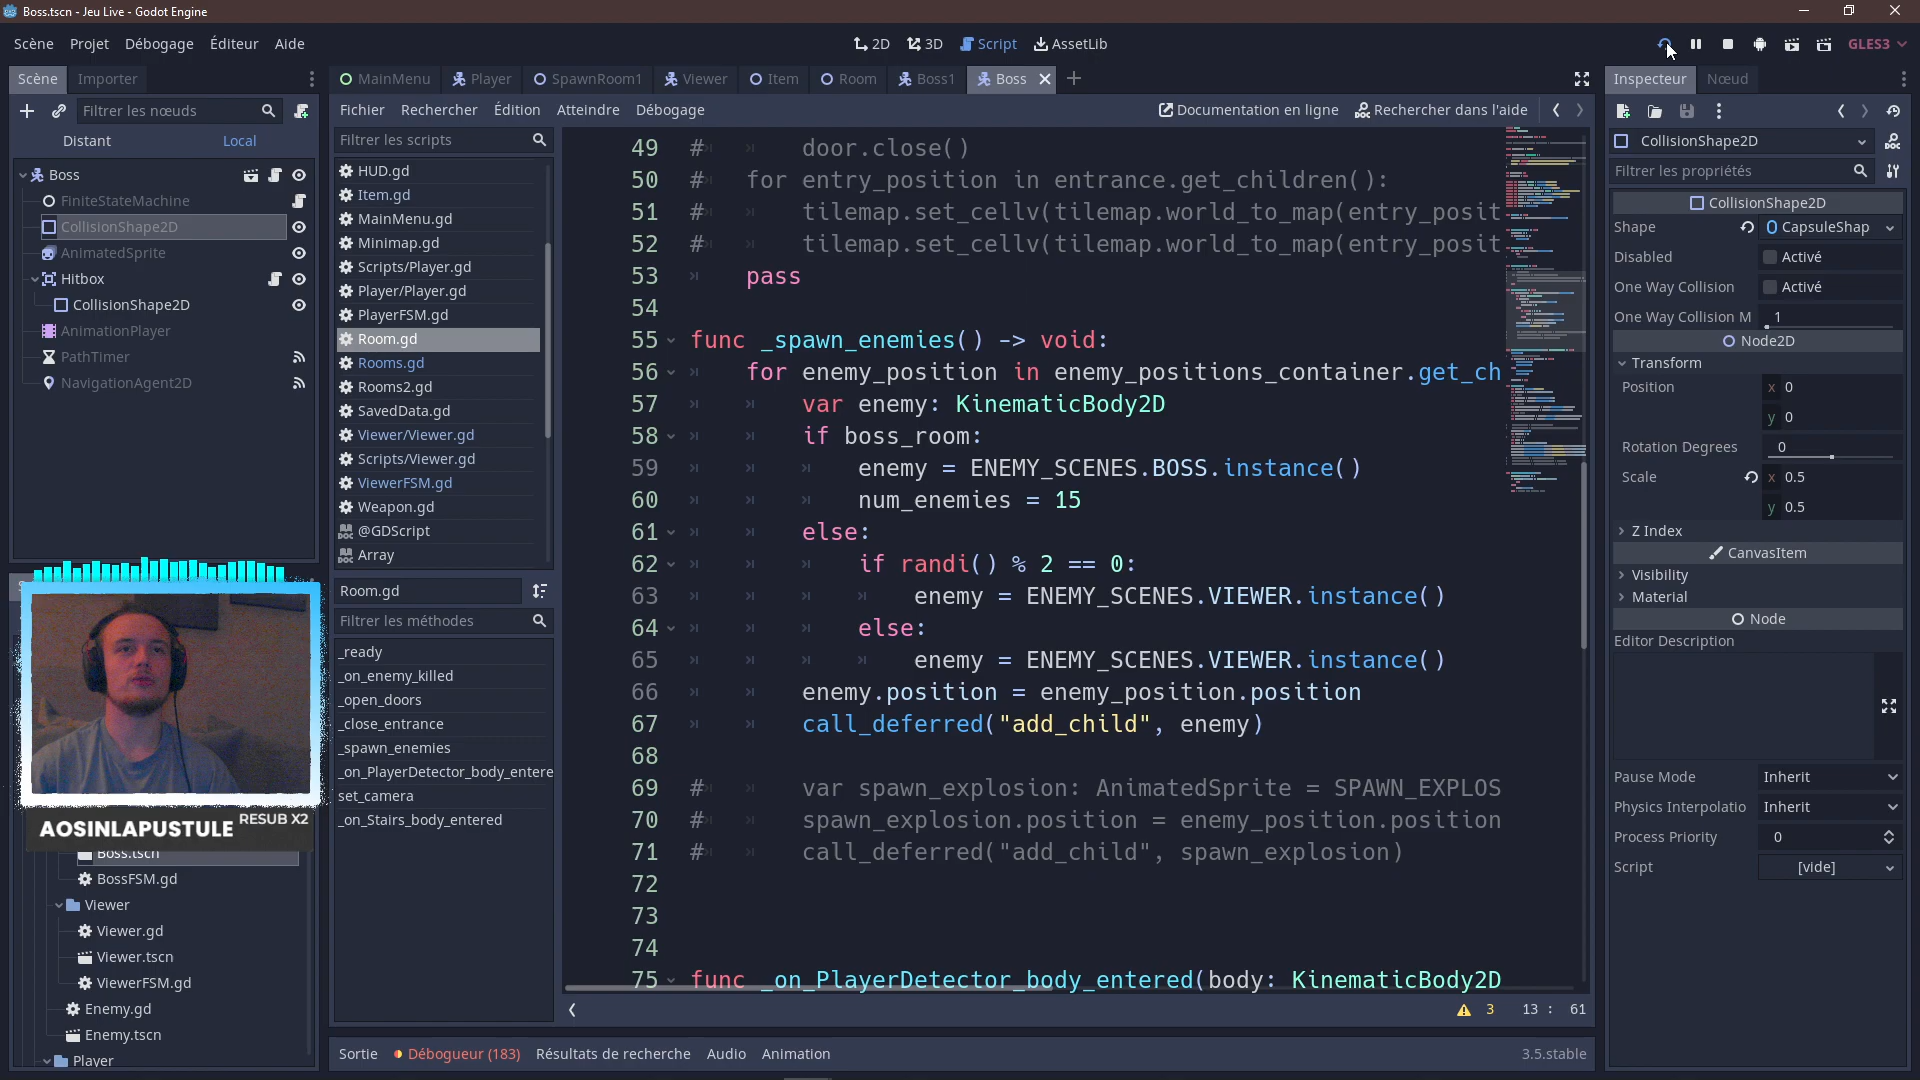 Boss.tscn - Jeu Live - Godot Engine
Scène Projet Débogage Éditeur Aide
2D 3D Script AssetLib
GLES3
Scène Importer
Filtrer les nœuds
Distant Local
Boss
FiniteStateMachine
CollisionShape2D
AnimatedSprite
Hitbox
CollisionShape2D
AnimationPlayer
PathTimer
NavigationAgent2D
AOSINLAPUSTULE RESUB X2
Boss.tscn
BossFSM.gd
Viewer
Viewer.gd
Viewer.tscn
ViewerFSM.gd
Enemy.gd
Enemy.tscn
Player
MainMenu Player SpawnRoom1 Viewer Item Room Boss1 Boss
Fichier Rechercher Édition Atteindre Débogage
Documentation en ligne Rechercher dans l'aide
Filtrer les scripts
HUD.gd
Item.gd
MainMenu.gd
Minimap.gd
Scripts/Player.gd
Player/Player.gd
PlayerFSM.gd
Room.gd
Rooms.gd
Rooms2.gd
SavedData.gd
Viewer/Viewer.gd
Scripts/Viewer.gd
ViewerFSM.gd
Weapon.gd
@GDScript
Array
Room.gd
Filtrer les méthodes
_ready
_on_enemy_killed
_open_doors
_close_entrance
_spawn_enemies
_on_PlayerDetector_body_entere
set_camera
_on_Stairs_body_entered
49 # door.close()
50 # for entry_position in entrance.get_children():
51 # tilemap.set_cellv(tilemap.world_to_map(entry_posit
52 # tilemap.set_cellv(tilemap.world_to_map(entry_posit
53 pass
54
55 func _spawn_enemies() -> void:
56 for enemy_position in enemy_positions_container.get_ch
57 var enemy: KinematicBody2D
58 if boss_room:
59 enemy = ENEMY_SCENES.BOSS.instance()
60 num_enemies = 15
61 else:
62 if randi() % 2 == 0:
63 enemy = ENEMY_SCENES.VIEWER.instance()
64 else:
65 enemy = ENEMY_SCENES.VIEWER.instance()
66 enemy.position = enemy_position.position
67 call_deferred("add_child", enemy)
68
69 # var spawn_explosion: AnimatedSprite = SPAWN_EXPLOS
70 # spawn_explosion.position = enemy_position.position
71 # call_deferred("add_child", spawn_explosion)
72
73
74
75 func _on_PlayerDetector_body_entered(body: KinematicBody2D
3 13 : 61
Sortie Débogueur (183) Résultats de recherche Audio Animation
3.5.stable
Inspecteur Nœud
CollisionShape2D
Filtrer les propriétés
CollisionShape2D
Shape CapsuleShap
Disabled Activé
One Way Collision Activé
One Way Collision M 1
Node2D
Transform
Position x 0
y 0
Rotation Degrees 0
Scale x 0.5
y 0.5
Z Index
CanvasItem
Visibility
Material
Node
Editor Description
Pause Mode Inherit
Physics Interpolatio Inherit
Process Priority 0
Script [vide]